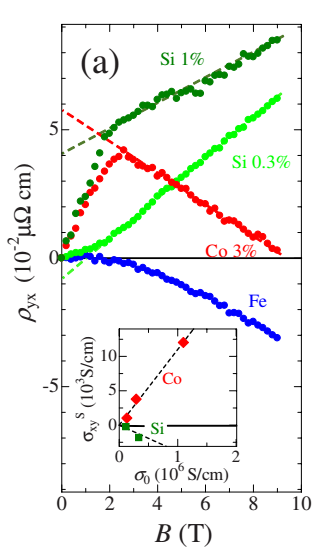 (a)
Si 1%
Si 0.3%
Co 3%
Fe
5
0
-5
ρyx (10⁻²μΩ cm)
0 2 4 6 8 10
B (T)
10
5
0
-5
σxyˢ (10³S/cm)
Co
Si
0 1 2
σ₀(10⁶ S/cm)